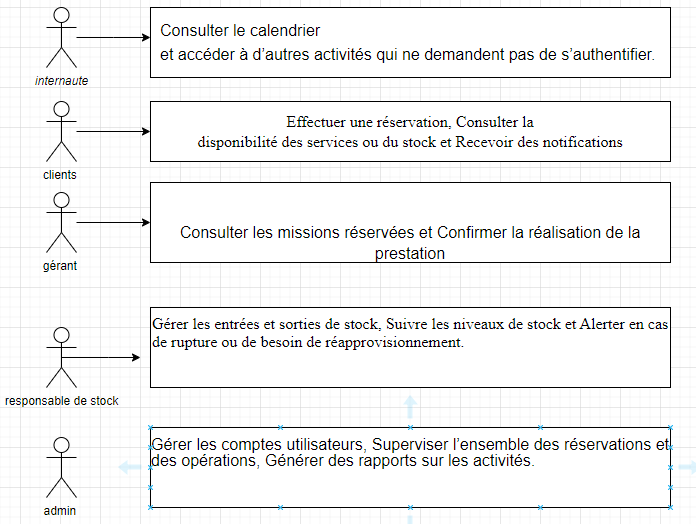 Consulter le calendrier
et accéder à d’autres activités qui ne demandent pas de s’authentifier.
internaute
Effectuer une réservation, Consulter la
disponibilité des services ou du stock et Recevoir des notifications
clients
Consulter les missions réservées et Confirmer la réalisation de la
prestation
gérant
Gérer les entrées et sorties de stock, Suivre les niveaux de stock et Alerter en cas
de rupture ou de besoin de réapprovisionnement.
responsable de stock
Gérer les comptes utilisateurs, Superviser l’ensemble des réservations et
des opérations, Générer des rapports sur les activités.
admin